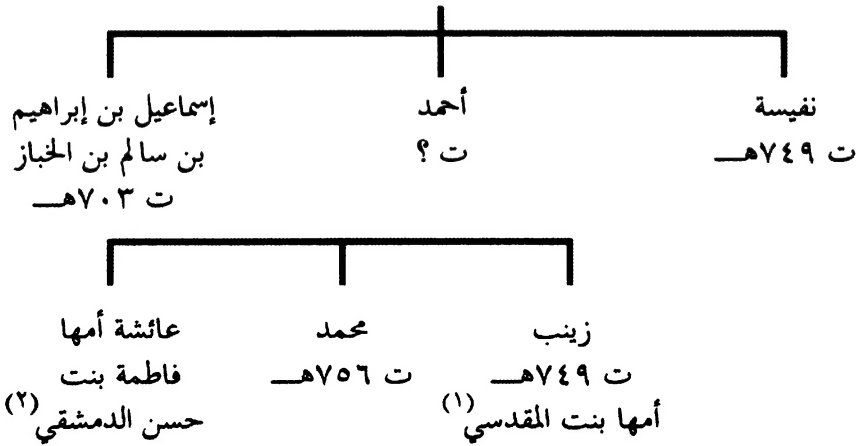 نفيسة
ت ٧٤٩هـ
أحمد
ت ؟
إسماعيل بن إبراهيم
بن سالم بن الخباز
ت ٧٠٣هـ
زينب
ت ٧٤٩هـ
أمها بنت المقدسي(١)
محمد
ت ٧٥٦هـ
عائشة أمها
فاطمة بنت
حسن الدمشقي(٢)